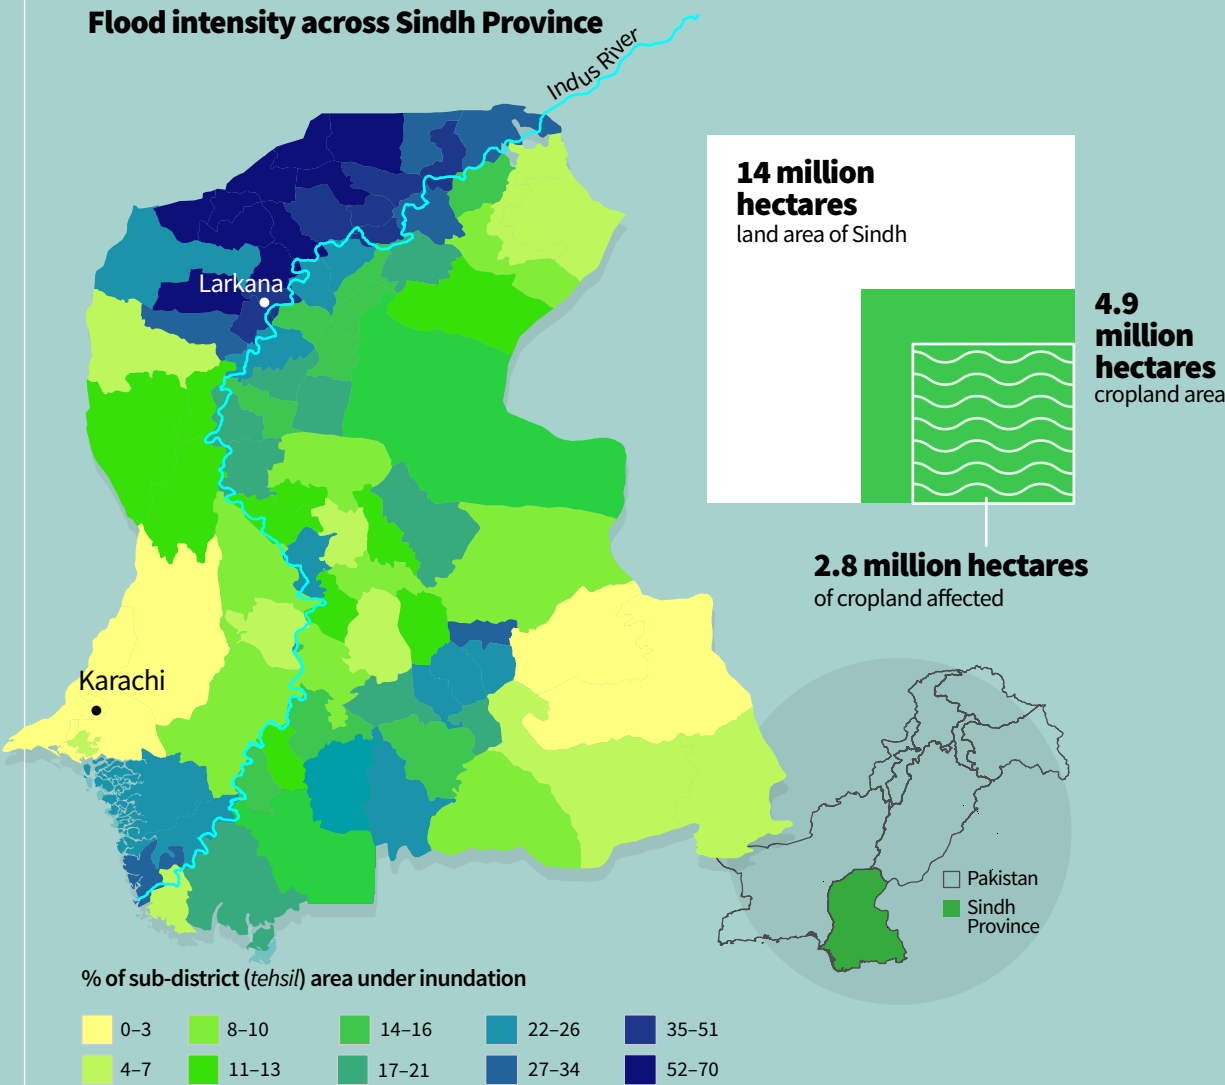 Flood intensity across Sindh Province
Indus River
Larkana
Karachi
14 million
hectares
land area of Sindh
4.9
million
hectares
cropland area
2.8 million hectares
of cropland affected
Pakistan
Sindh
Province
% of sub-district (tehsil) area under inundation
0–3
8–10
14–16
22–26
35–51
4–7
11–13
17–21
27–34
52–70